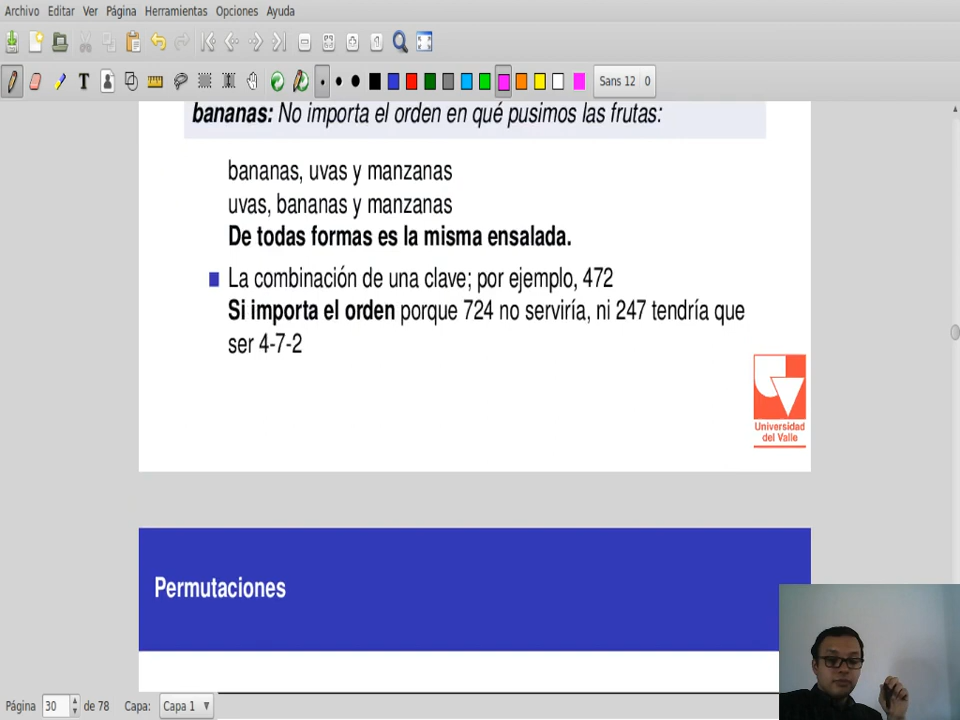 Archivo Editar Ver Página Herramientas Opciones Ayuda
T Sans 12 0
bananas: No importa el orden en qué pusimos las frutas:
bananas, uvas y manzanas
uvas, bananas y manzanas
De todas formas es la misma ensalada.
La combinación de una clave; por ejemplo, 472
Si importa el orden porque 724 no serviría, ni 247 tendría que
ser 4-7-2
Universidad
del Valle
Permutaciones
Página 30 de 78 Capa: Capa 1